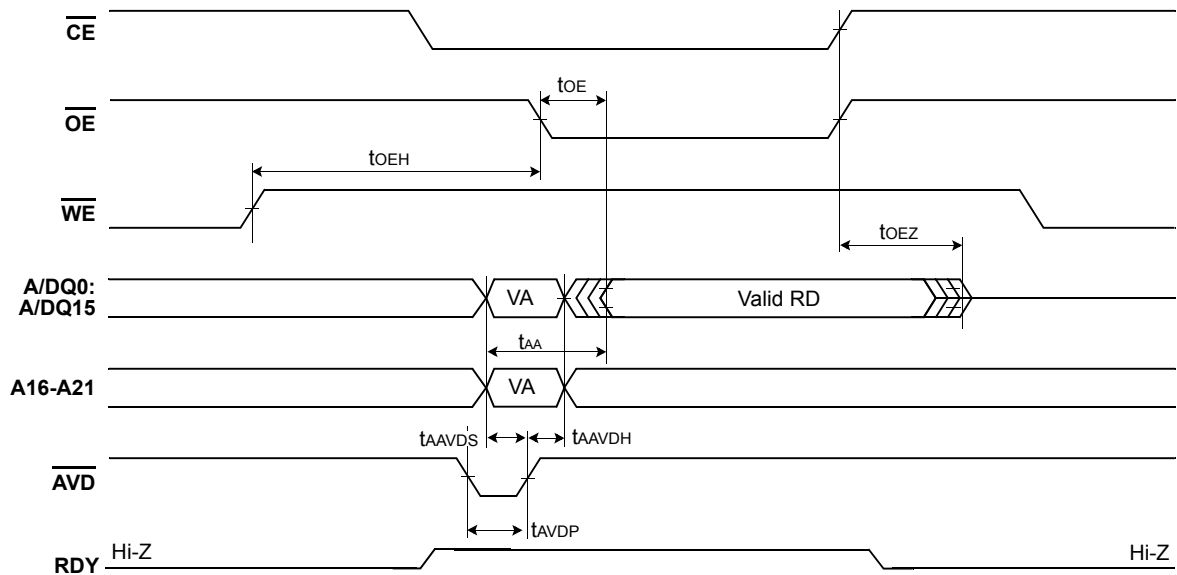 CE
tOE
OE
tOEH
WE
tOEZ
A/DQ0:
A/DQ15
VA
Valid RD
tAA
A16-A21
VA
tAAVDS
tAAVDH
AVD
tAVDP
Hi-Z
Hi-Z
RDY